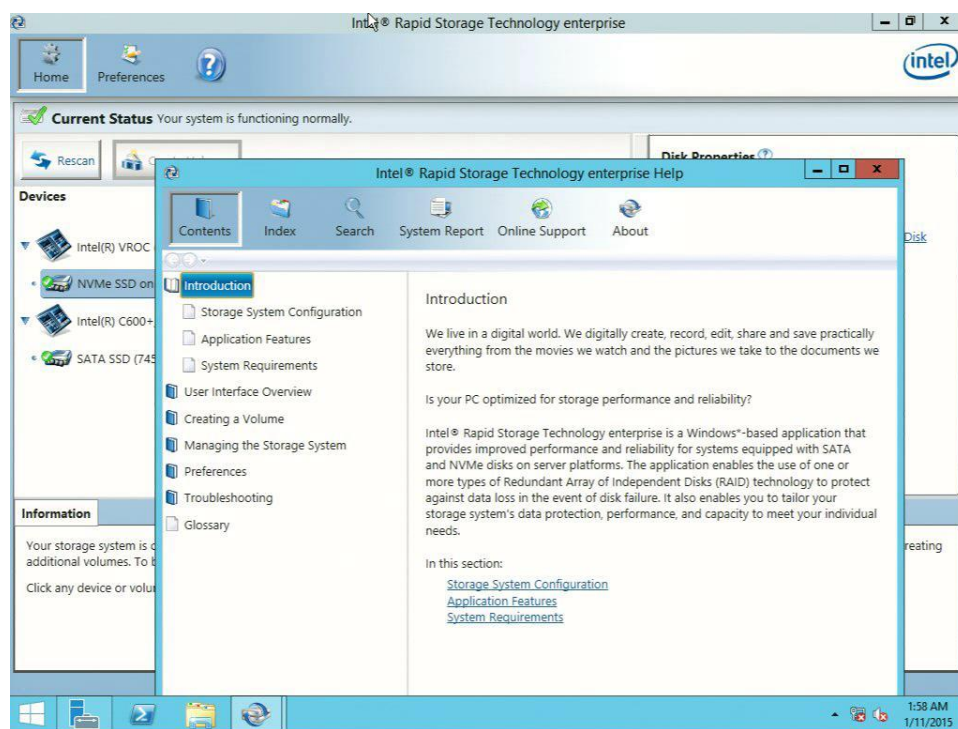 Intel® Rapid Storage Technology enterprise
Home
Preferences
intel
Current Status Your system is functioning normally.
Rescan
Disk Properties
Devices
Intel(R) VROC
NVMe SSD on
Intel(R) C600+
SATA SSD (745
Disk
Intel® Rapid Storage Technology enterprise Help
Contents
Index
Search
System Report
Online Support
About
Introduction
Storage System Configuration
Application Features
System Requirements
User Interface Overview
Creating a Volume
Managing the Storage System
Preferences
Troubleshooting
Glossary
Introduction
We live in a digital world. We digitally create, record, edit, share and save practically
everything from the movies we watch and the pictures we take to the documents we
store.
Is your PC optimized for storage performance and reliability?
Intel® Rapid Storage Technology enterprise is a Windows*-based application that
provides improved performance and reliability for systems equipped with SATA
and NVMe disks on server platforms. The application enables the use of one or
more types of Redundant Array of Independent Disks (RAID) technology to protect
against data loss in the event of disk failure. It also enables you to tailor your
storage system's data protection, performance, and capacity to meet your individual
needs.
In this section:
Storage System Configuration
Application Features
System Requirements
Information
Your storage system is
reating
additional volumes. To
Click any device or volu
1:58 AM
1/11/2015